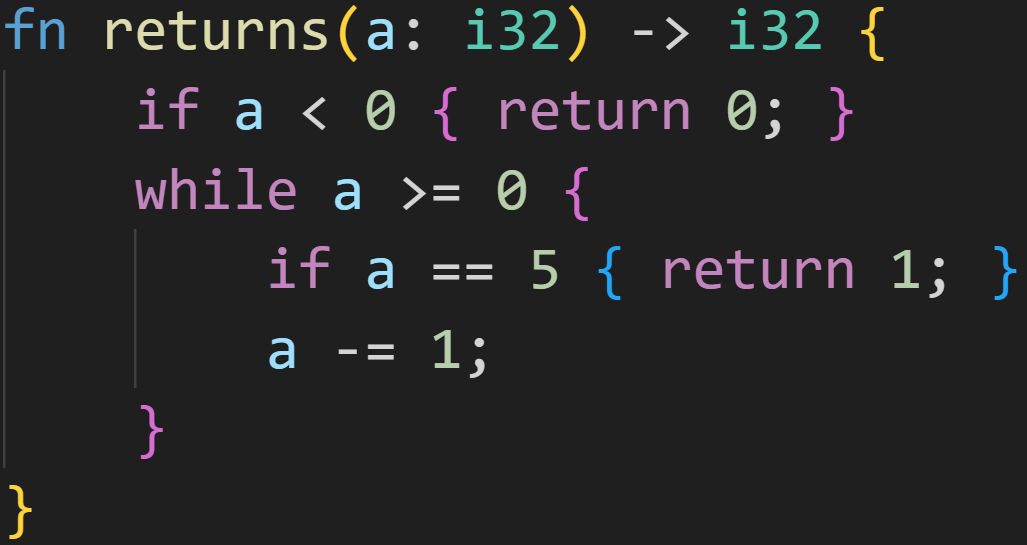 fn returns(a: i32) -> i32 {
    if a < 0 { return 0; }
    while a >= 0 {
        if a == 5 { return 1; }
        a -= 1;
    }
}